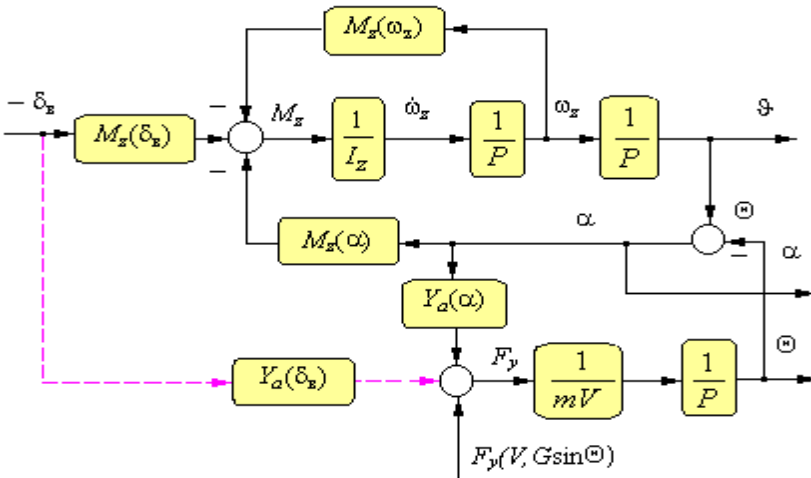 M_z(ω_z)
− δ_в
M_z(δ_в)
−
−
M_z
1/I_z
ω̇_z
1/P
ω_z
1/P
ϑ
M_z(α)
α
Θ
−
α
Y_a(α)
Y_a(δ_в)
F_y
1/mV
1/P
Θ
F_y(V, GsinΘ)